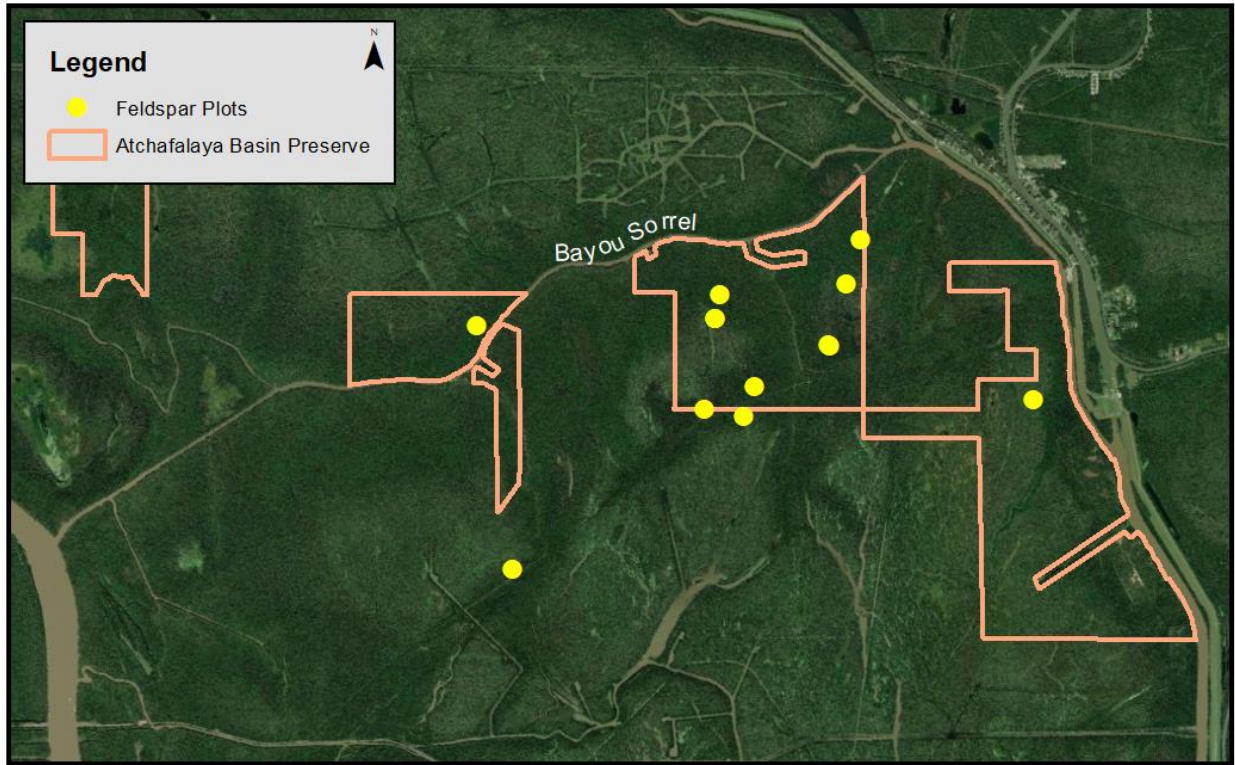 N
Legend
Feldspar Plots
Atchafalaya Basin Preserve
Bayou Sorrel